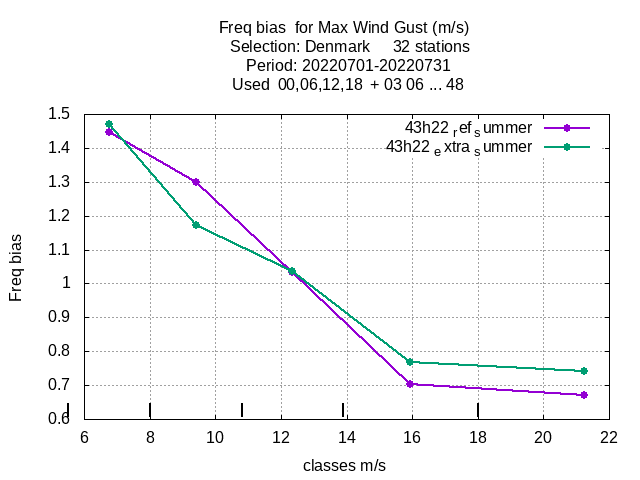 Freq bias  for Max Wind Gust (m/s)
Selection: Denmark     32 stations
Period: 20220701-20220731
Used  00,06,12,18  + 03 06 ... 48
43h22 ref summer
43h22 extra summer
1.5
1.4
1.3
1.2
1.1
1
0.9
0.8
0.7
0.6
Freq bias
6 8 10 12 14 16 18 20 22
classes m/s